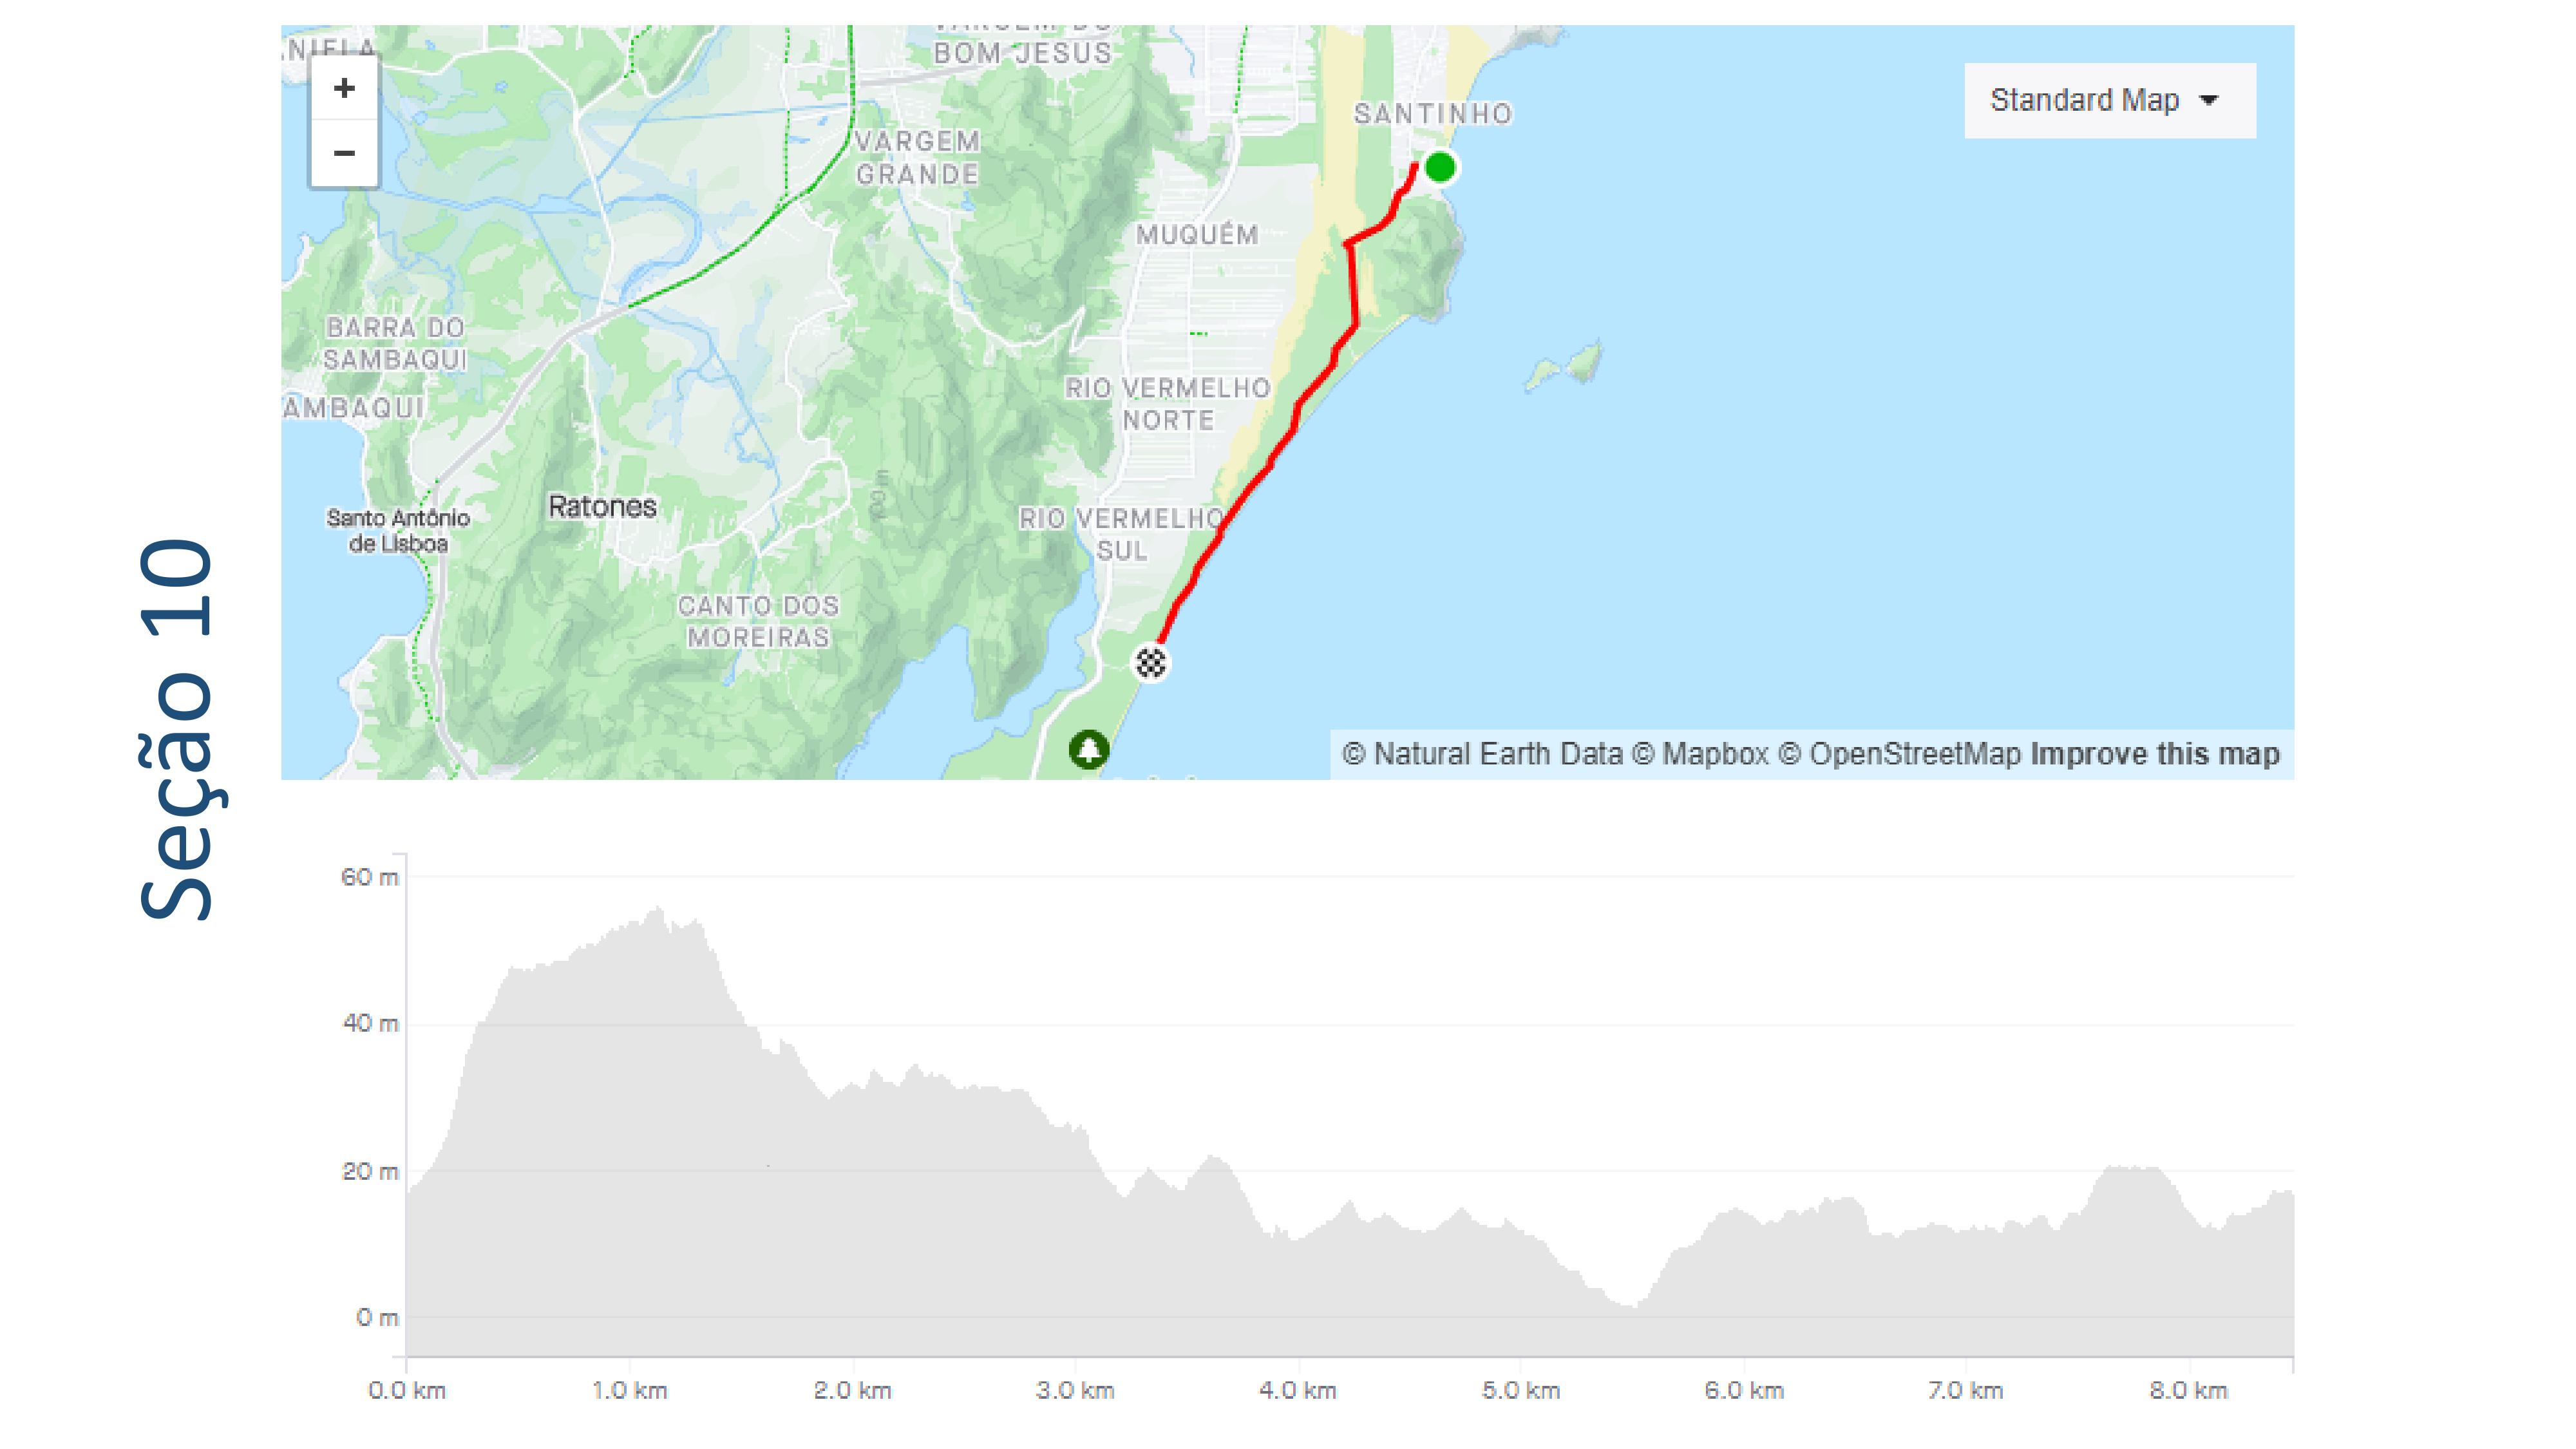 Seção 10
VARGEM DO
BOM JESUS
+
−
Standard Map
SANTINHO
VARGEM
GRANDE
MUQUÉM
BARRA DO
SAMBAQUI
RIO VERMELHO
NORTE
AMBAQUI
Ratones
Santo Antônio
de Lisboa
RIO VERMELHO
SUL
CANTO DOS
MOREIRAS
© Natural Earth Data © Mapbox © OpenStreetMap Improve this map
60 m
40 m
20 m
0 m
0.0 km 1.0 km 2.0 km 3.0 km 4.0 km 5.0 km 6.0 km 7.0 km 8.0 km